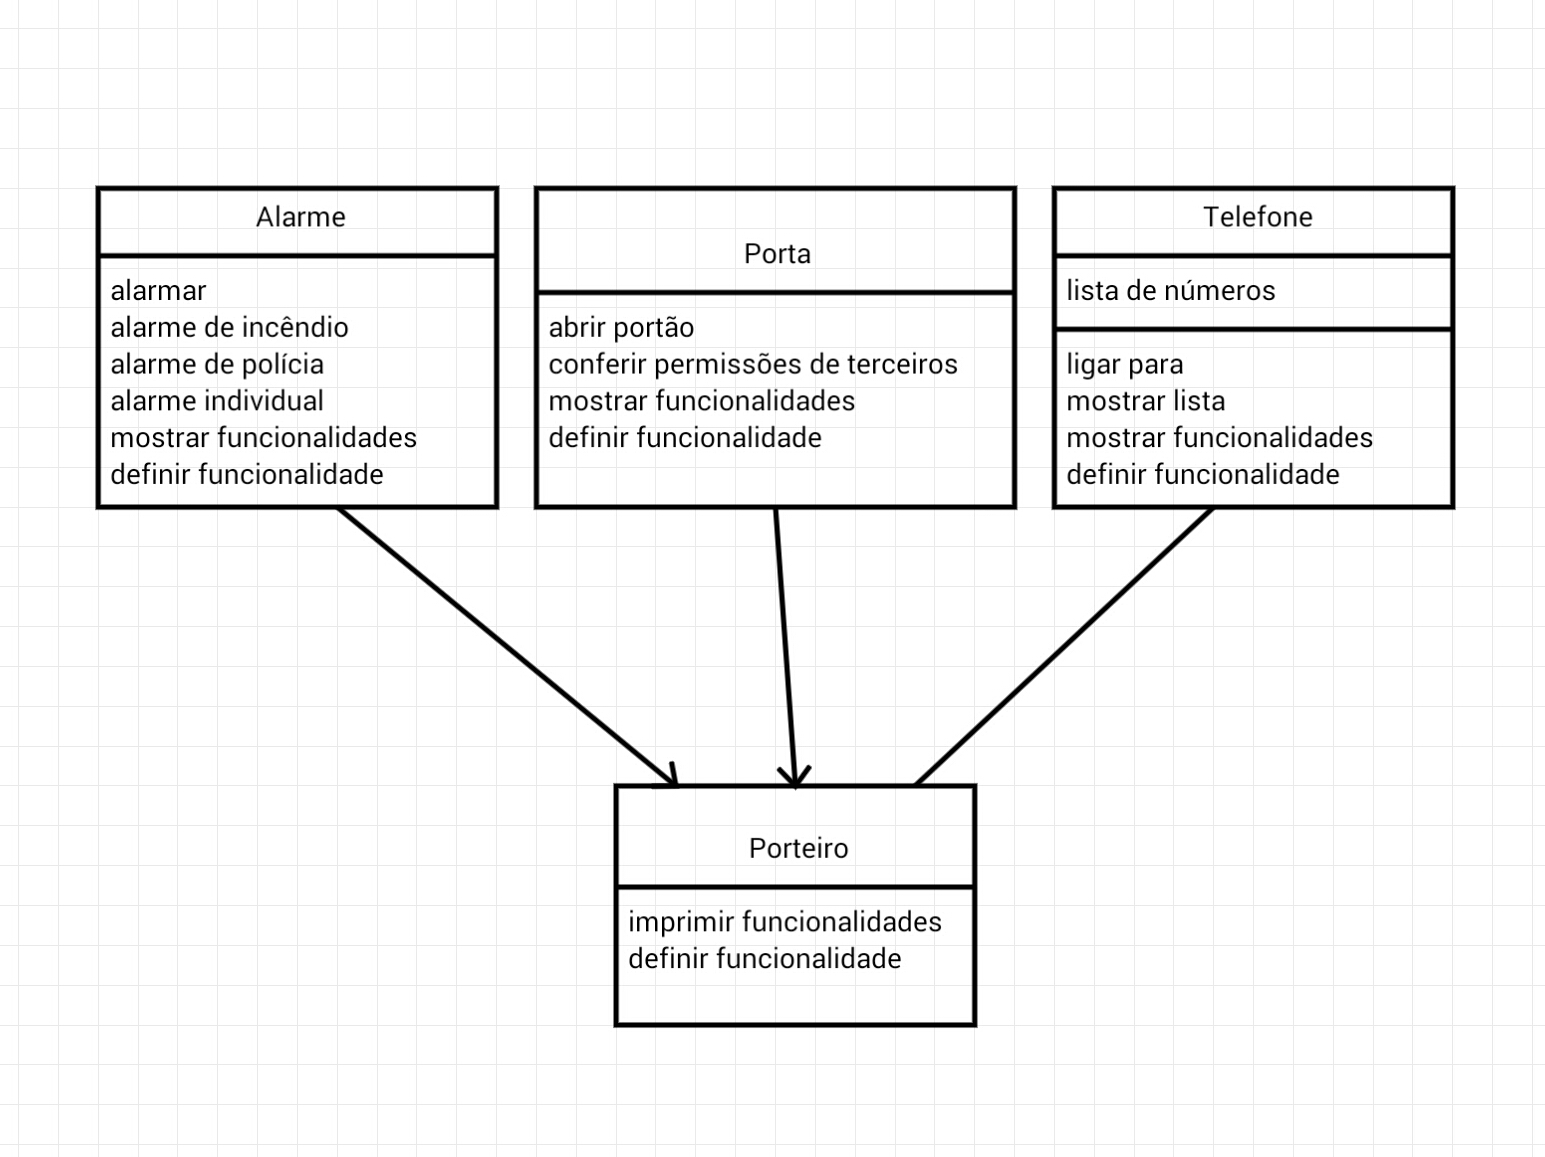 Alarme
alarmar
alarme de incêndio
alarme de polícia
alarme individual
mostrar funcionalidades
definir funcionalidade
Porta
abrir portão
conferir permissões de terceiros
mostrar funcionalidades
definir funcionalidade
Telefone
lista de números
ligar para
mostrar lista
mostrar funcionalidades
definir funcionalidade
Porteiro
imprimir funcionalidades
definir funcionalidade